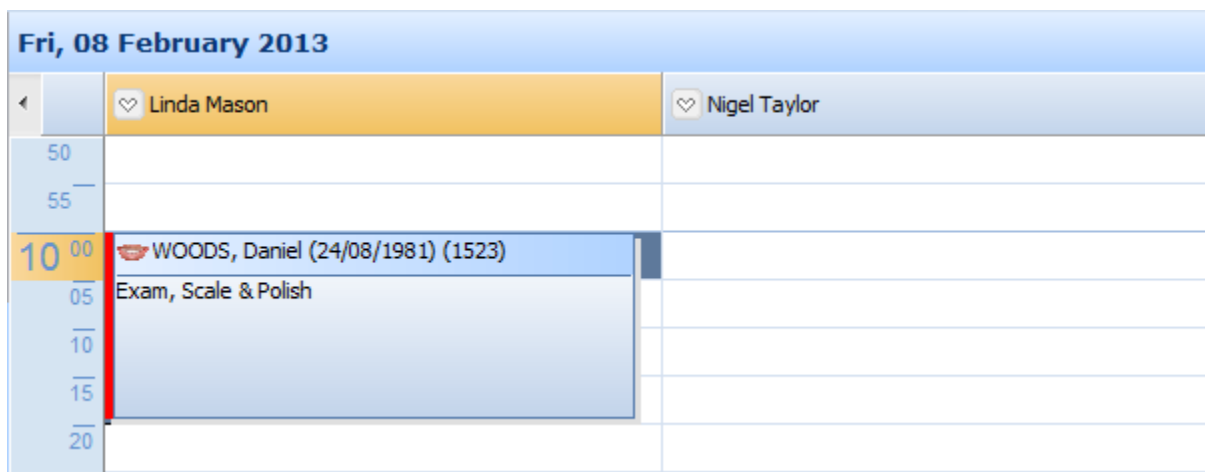 Fri, 08 February 2013
Linda Mason Nigel Taylor
50
55
10 00 WOODS, Daniel (24/08/1981) (1523)
05 Exam, Scale & Polish
10
15
20